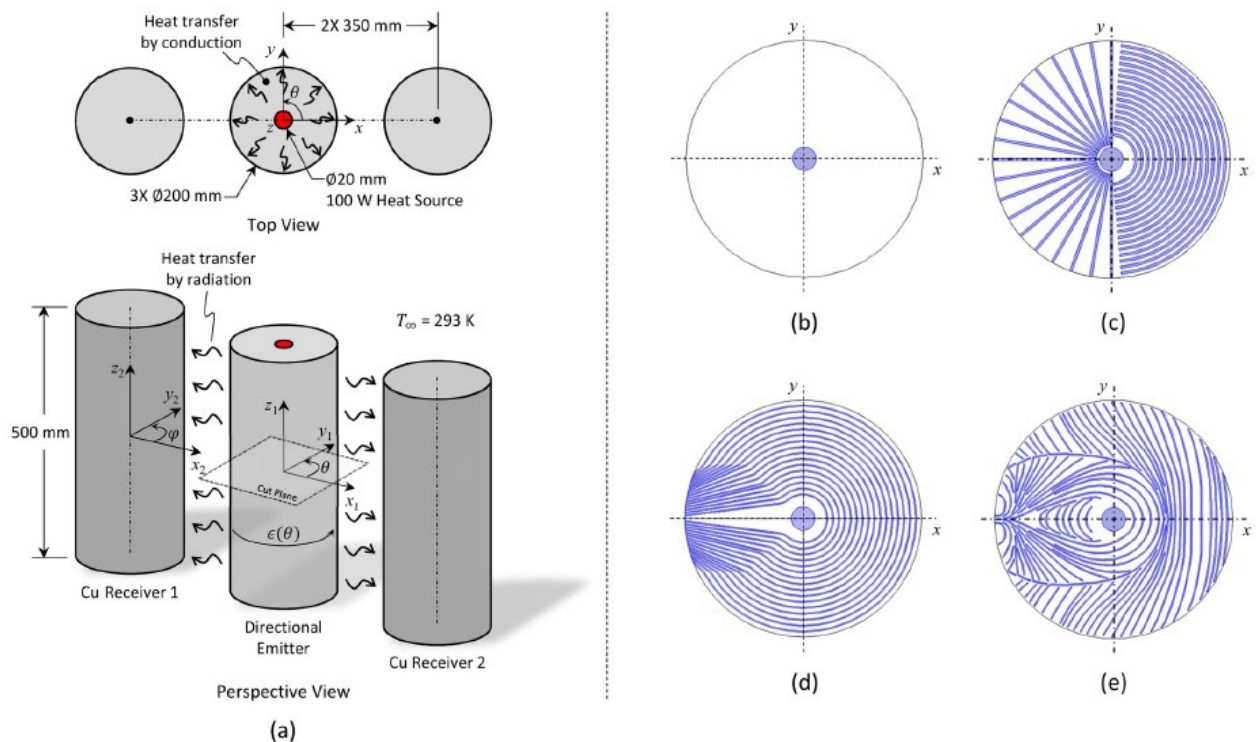 Heat transfer
by conduction
2X 350 mm
y
θ
z
x
Ø20 mm
100 W Heat Source
3X Ø200 mm
Top View
Heat transfer
by radiation
T∞ = 293 K
500 mm
z2
y2
φ
x2
z1
y1
θ
x1
Cut Plane
ϵ(θ)
Cu Receiver 1
Directional
Emitter
Cu Receiver 2
Perspective View
(a)
y
x
(b)
y
x
(c)
y
x
(d)
y
x
(e)